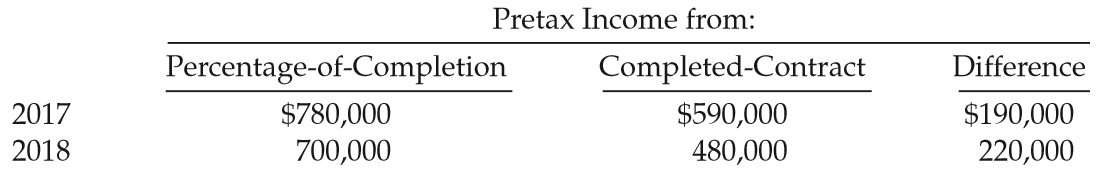 Pretax Income from:
Percentage-of-Completion Completed-Contract Difference
2017 $780,000 $590,000 $190,000
2018 700,000 480,000 220,000